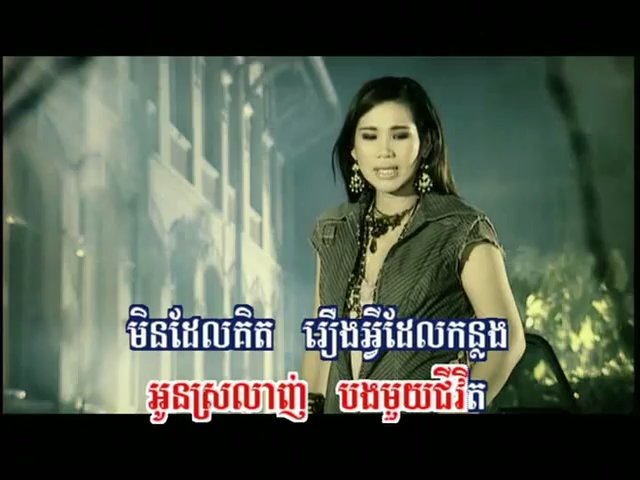 មិនដែលគិត រឿងអ្វីដែលកន្លង
អូនស្រលាញ់ បងមួយជីវិត